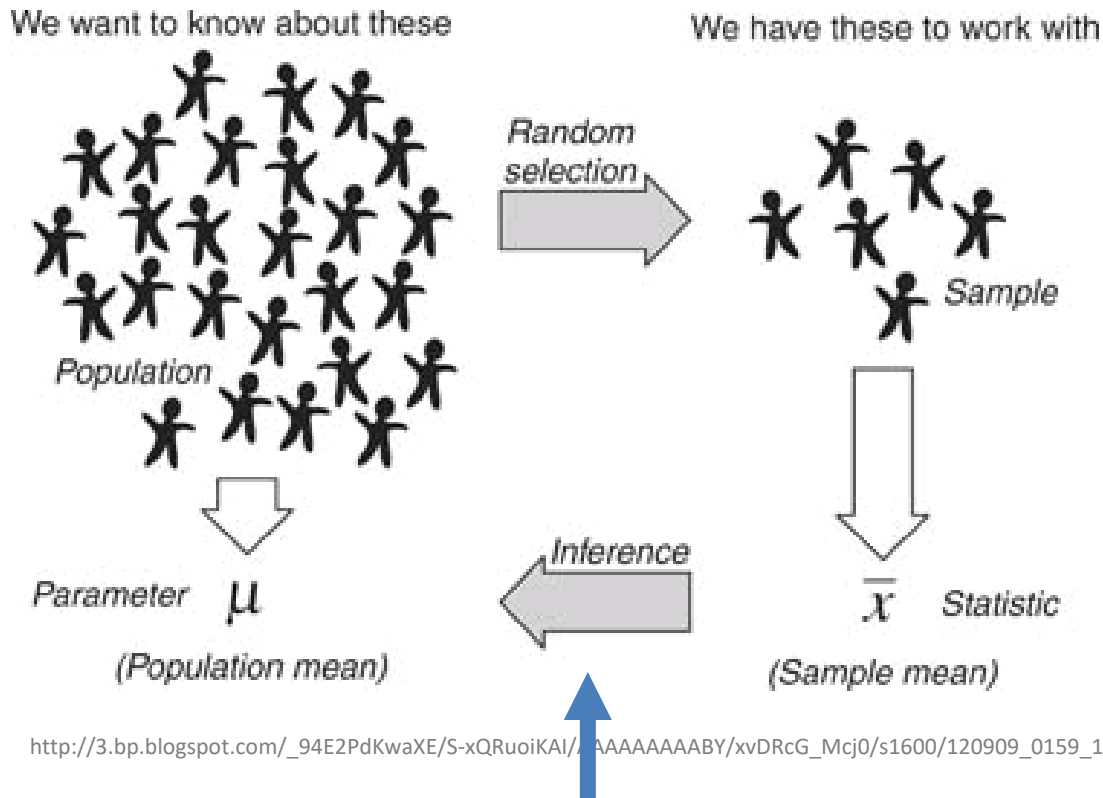 We want to know about these
We have these to work with
Random
selection
Sample
Population
Inference
Parameter μ
x̅ Statistic
(Population mean)
(Sample mean)
http://3.bp.blogspot.com/_94E2PdKwaXE/S-xQRuoiKAI/AAAAAAAAABY/xvDRcG_Mcj0/s1600/120909_0159_1